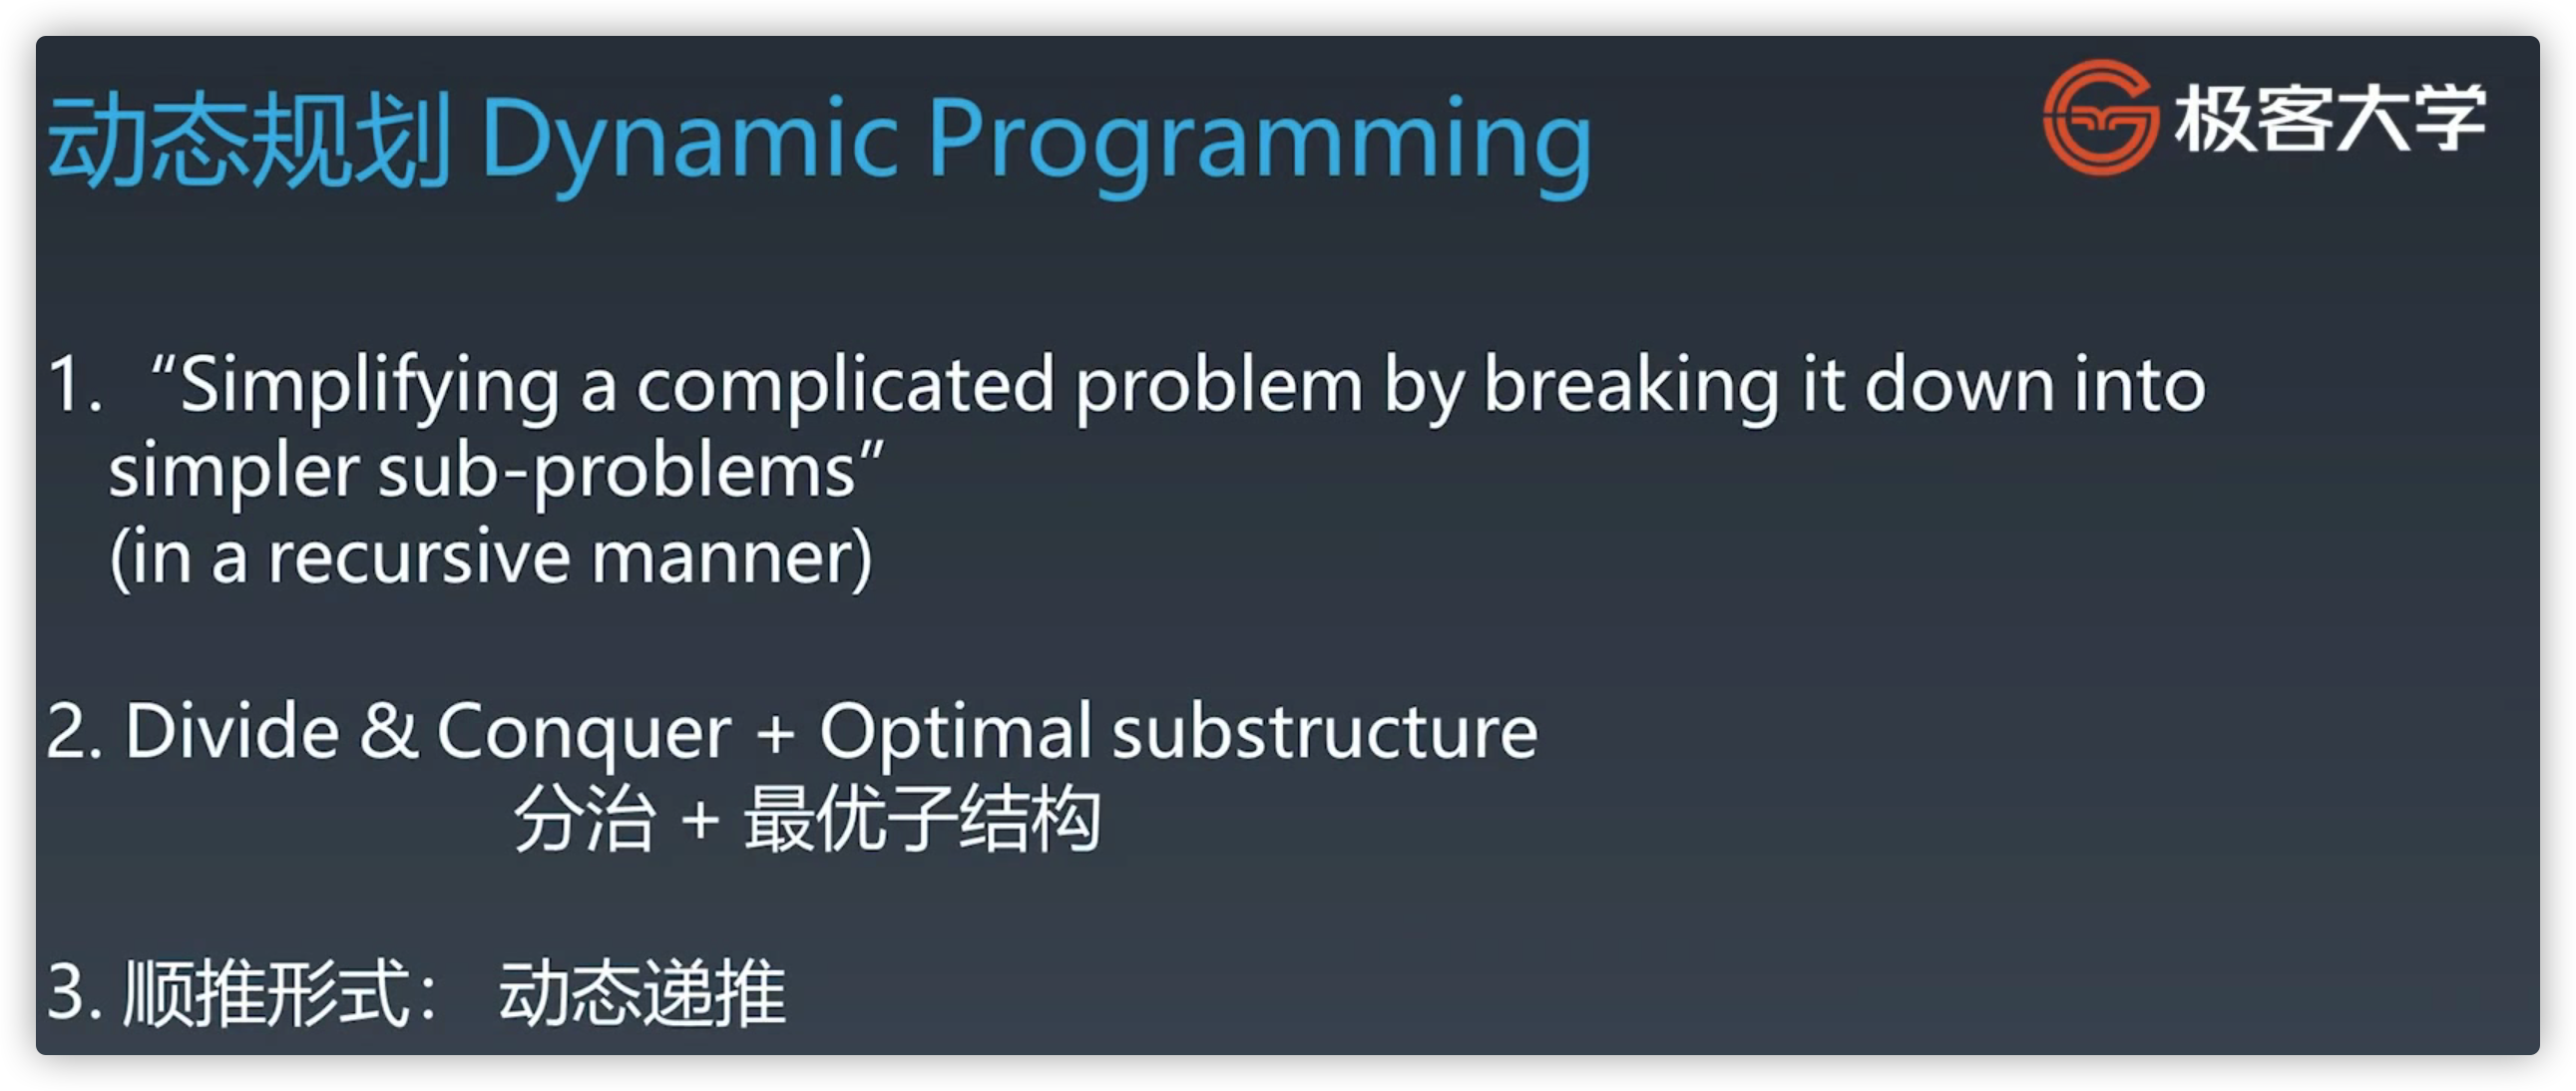 动态规划 Dynamic Programming
极客大学
1. “Simplifying a complicated problem by breaking it down into
simpler sub-problems”
(in a recursive manner)
2. Divide & Conquer + Optimal substructure
分治 + 最优子结构
3. 顺推形式： 动态递推